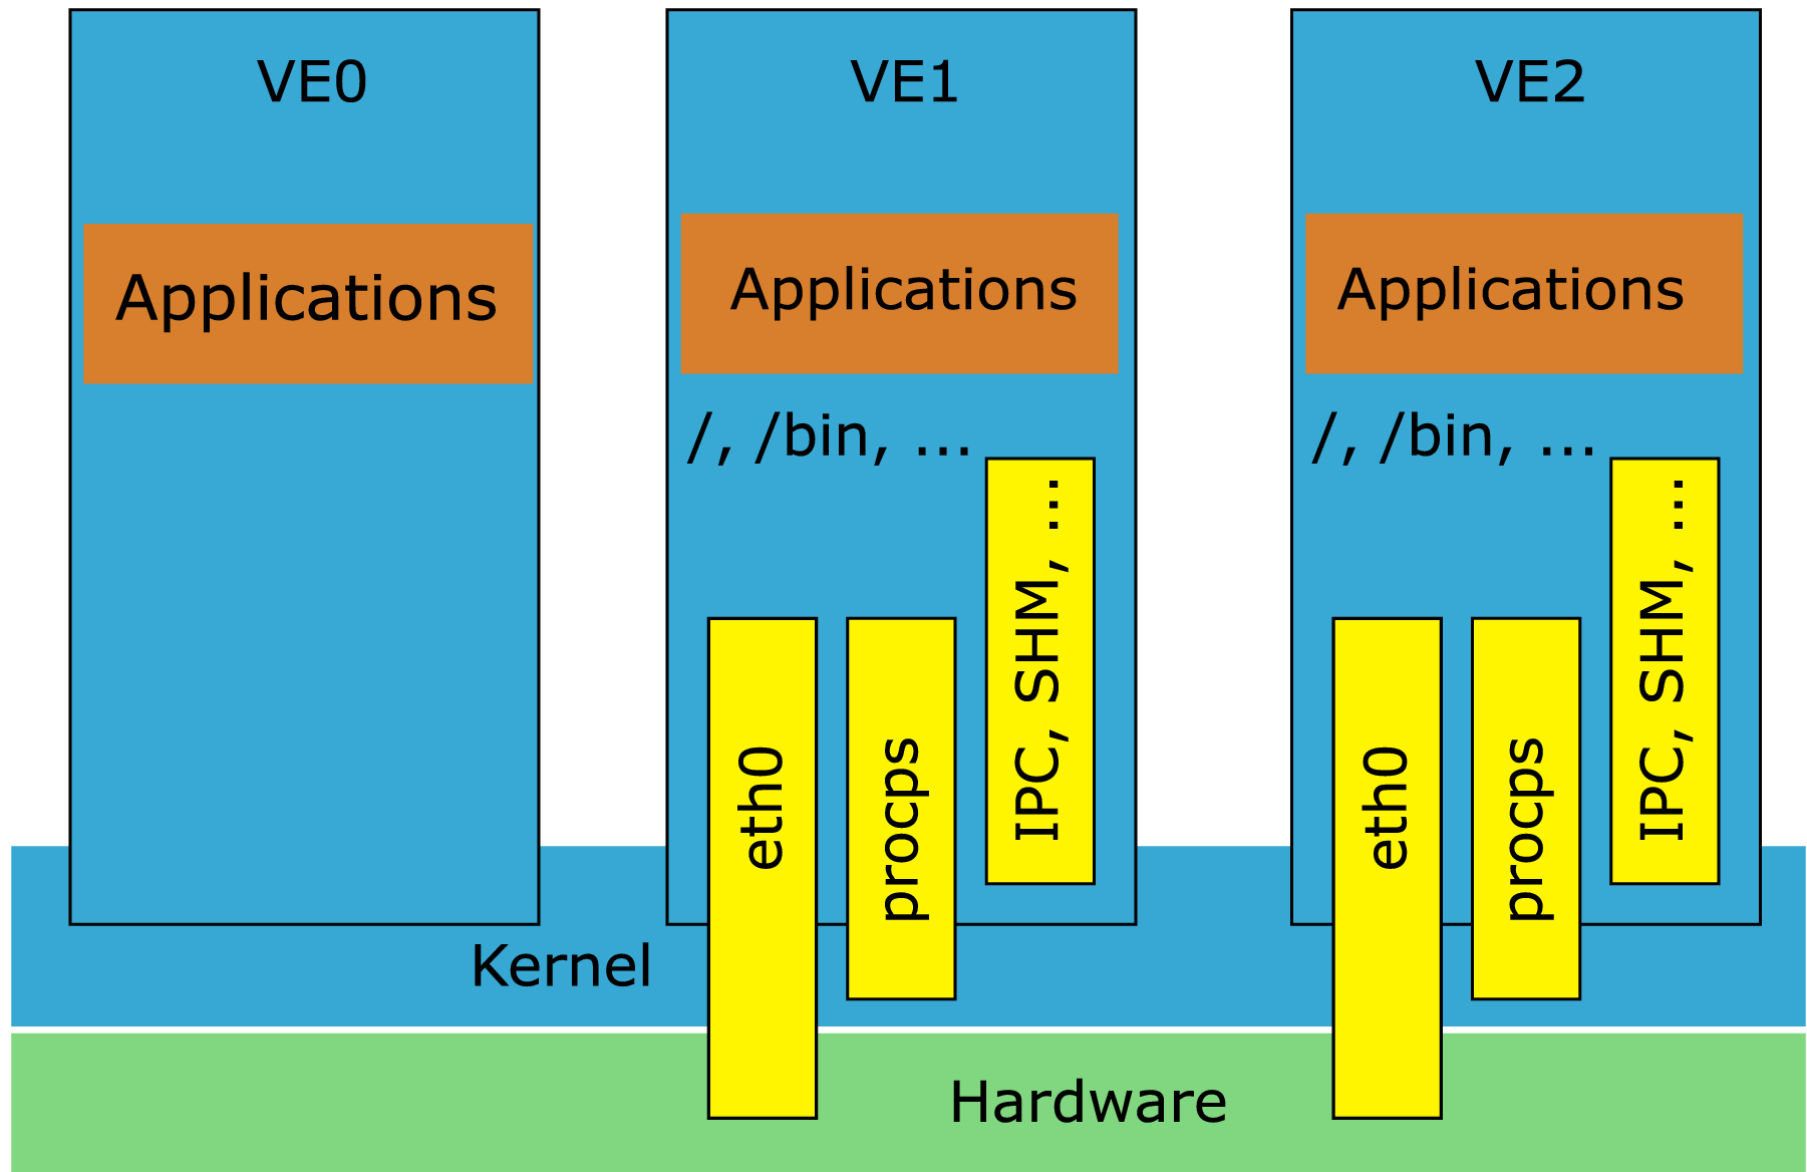 VE0
Applications
VE1
Applications
/, /bin, ...
eth0
procps
IPC, SHM, ...
VE2
Applications
/, /bin, ...
eth0
procps
IPC, SHM, ...
Kernel
Hardware